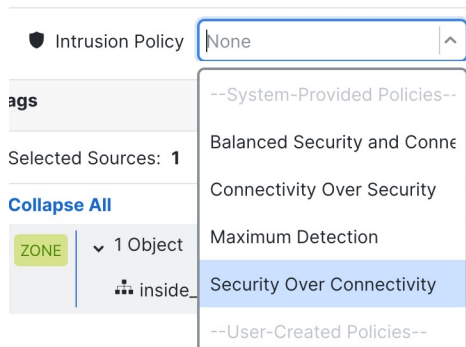 Intrusion Policy
None
--System-Provided Policies--
ags
Balanced Security and Conne
Selected Sources: 1
Connectivity Over Security
Collapse All
Maximum Detection
ZONE
1 Object
Security Over Connectivity
inside_
--User-Created Policies--